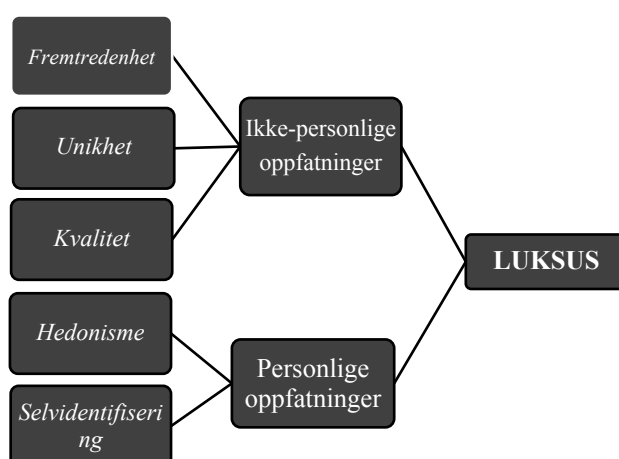 Fremtredenhet
Unikhet
Kvalitet
Hedonisme
Selvidentifiseri
ng
Ikke-personlige
oppfatninger
Personlige
oppfatninger
LUKSUS